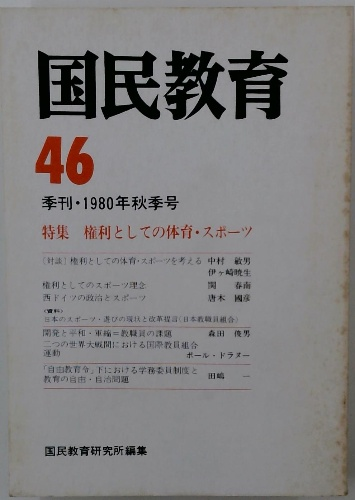 国民教育
46
季刊・1980年秋季号
特集 権利としての体育・スポーツ
〔対談〕権利としての体育・スポーツを考える 中村 敏男
伊ヶ崎暁生
権利としてのスポーツ理念 関 春南
西ドイツの政治とスポーツ 唐木 國彦
〈資料〉
日本のスポーツ・遊びの現状と改革提言〈日本教職員組合〉
開発と平和・軍縮＝教職員の課題 森田 俊男
二つの世界大戦間における国際教員組合
運動 ポール・ドラヌー
「自由教育令」下における学務委員制度と
教育の自由・自治問題 田嶋 一
国民教育研究所編集